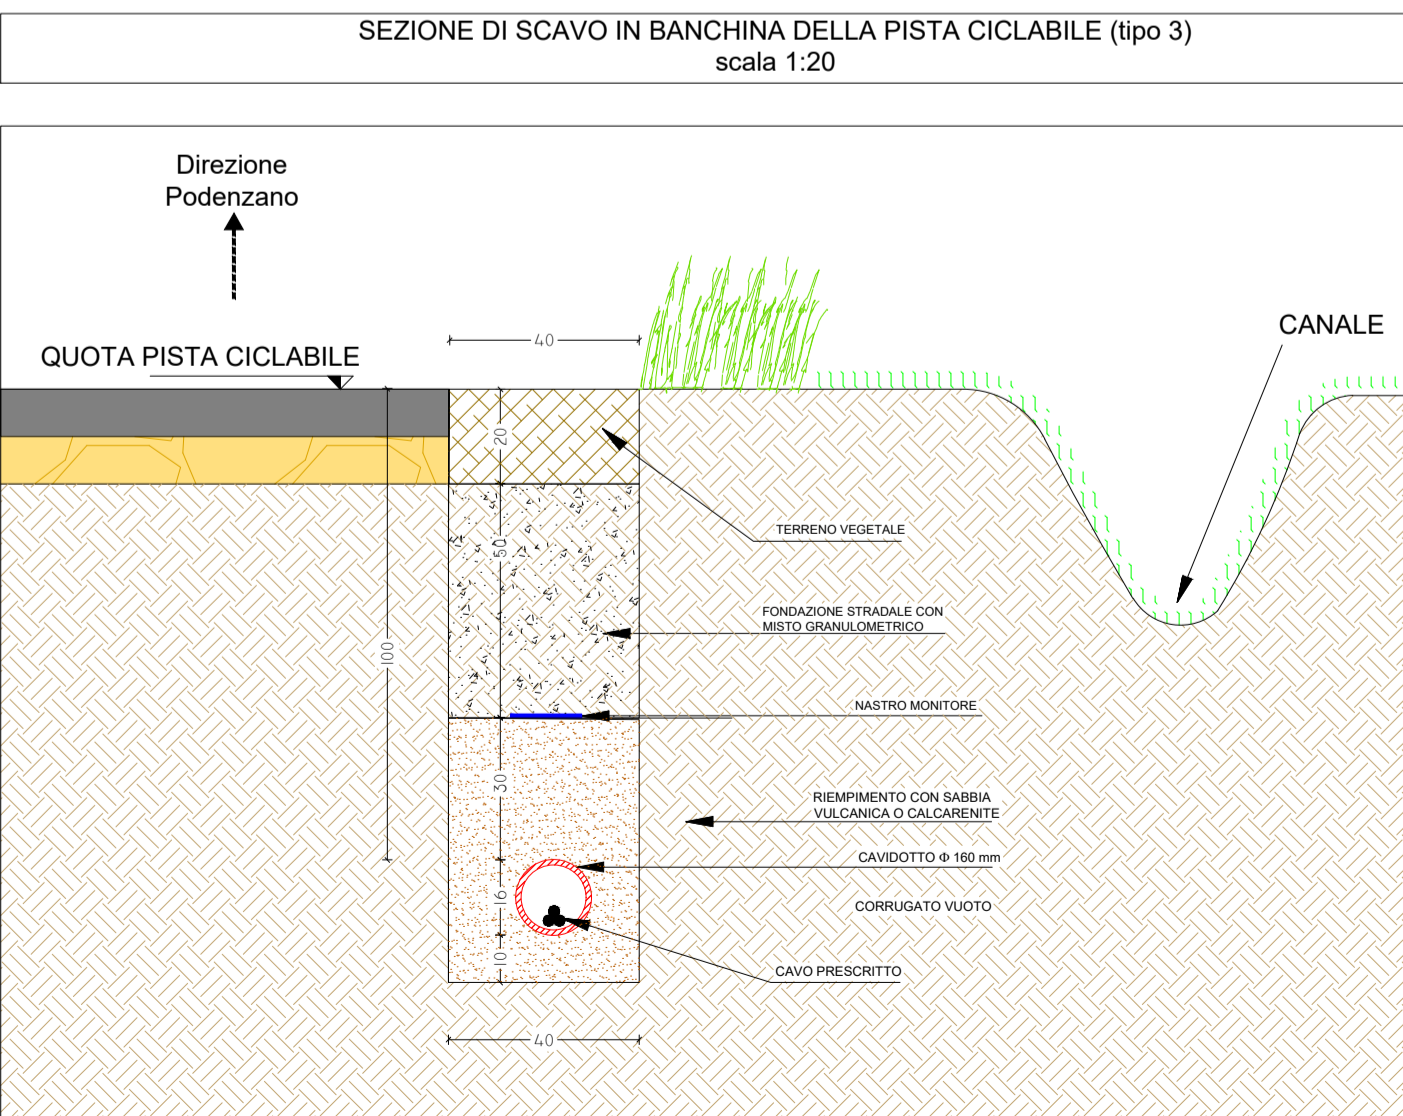 SEZIONE DI SCAVO IN BANCHINA DELLA PISTA CICLABILE (tipo 3)
scala 1:20
Direzione
Podenzano
QUOTA PISTA CICLABILE
40
CANALE
20
TERRENO VEGETALE
50
FONDAZIONE STRADALE CON
MISTO GRANULOMETRICO
100
NASTRO MONITORE
30
RIEMPIMENTO CON SABBIA
VULCANICA O CALCARENITE
CAVIDOTTO Φ 160 mm
16
CORRUGATO VUOTO
10
CAVO PRESCRITTO
40